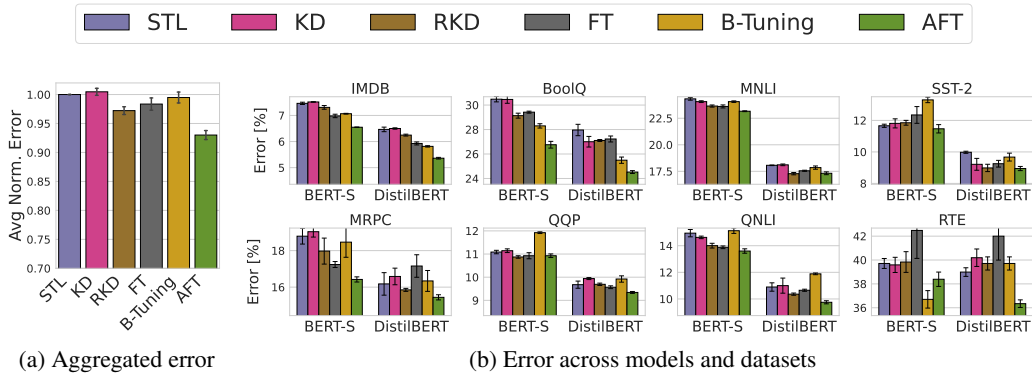 STL KD RKD FT B-Tuning AFT
Avg Norm. Error
1.00
0.95
0.90
0.85
0.80
0.75
0.70
STL KD RKD FT B-Tuning AFT
(a) Aggregated error
IMDB BoolQ MNLI SST-2
Error [%]
7
6
5
BERT-S DistilBERT
30
28
26
24
BERT-S DistilBERT
22.5
20.0
17.5
BERT-S DistilBERT
12
10
8
BERT-S DistilBERT
MRPC QQP QNLI RTE
Error [%]
18
16
BERT-S DistilBERT
12
11
10
9
BERT-S DistilBERT
14
12
10
BERT-S DistilBERT
42
40
38
36
BERT-S DistilBERT
(b) Error across models and datasets